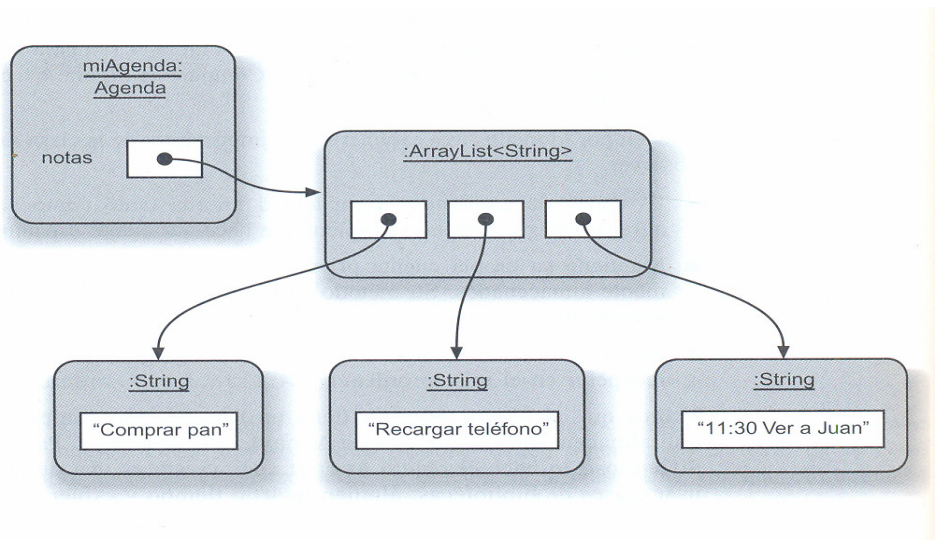 miAgenda:
Agenda
notas
:ArrayList<String>
:String
“Comprar pan”
:String
“Recargar teléfono”
:String
“11:30 Ver a Juan”